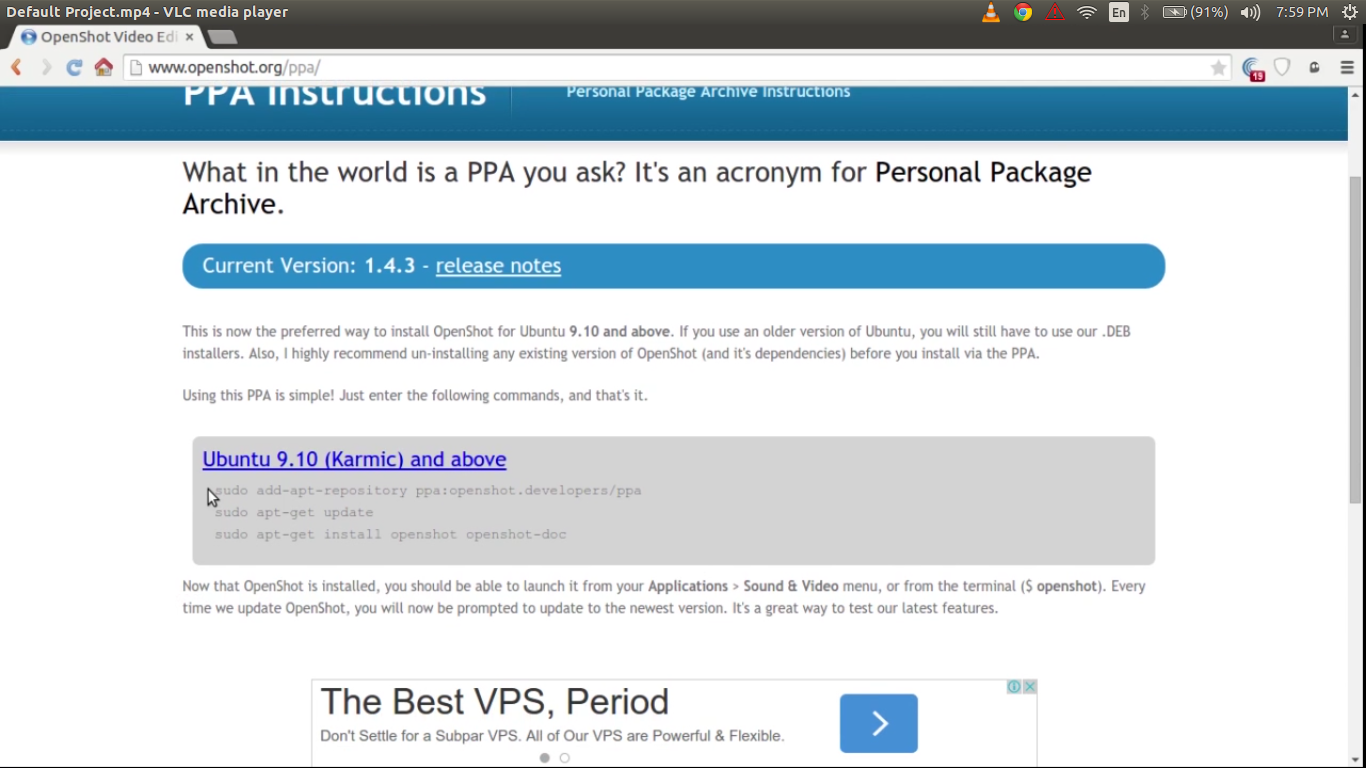 Default Project.mp4 - VLC media player
En
(91%)
7:59 PM
OpenShot Video Edi
www.openshot.org/ppa/
19
PPA Instructions
Personal Package Archive Instructions
What in the world is a PPA you ask? It's an acronym for Personal Package
Archive.
Current Version: 1.4.3 - release notes
This is now the preferred way to install OpenShot for Ubuntu 9.10 and above. If you use an older version of Ubuntu, you will still have to use our .DEB
installers. Also, I highly recommend un-installing any existing version of OpenShot (and it's dependencies) before you install via the PPA.
Using this PPA is simple! Just enter the following commands, and that's it.
Ubuntu 9.10 (Karmic) and above
sudo add-apt-repository ppa:openshot.developers/ppa
sudo apt-get update
sudo apt-get install openshot openshot-doc
Now that OpenShot is installed, you should be able to launch it from your Applications > Sound & Video menu, or from the terminal ($ openshot). Every
time we update OpenShot, you will now be prompted to update to the newest version. It's a great way to test our latest features.
The Best VPS, Period
Don't Settle for a Subpar VPS. All of Our VPS are Powerful & Flexible.